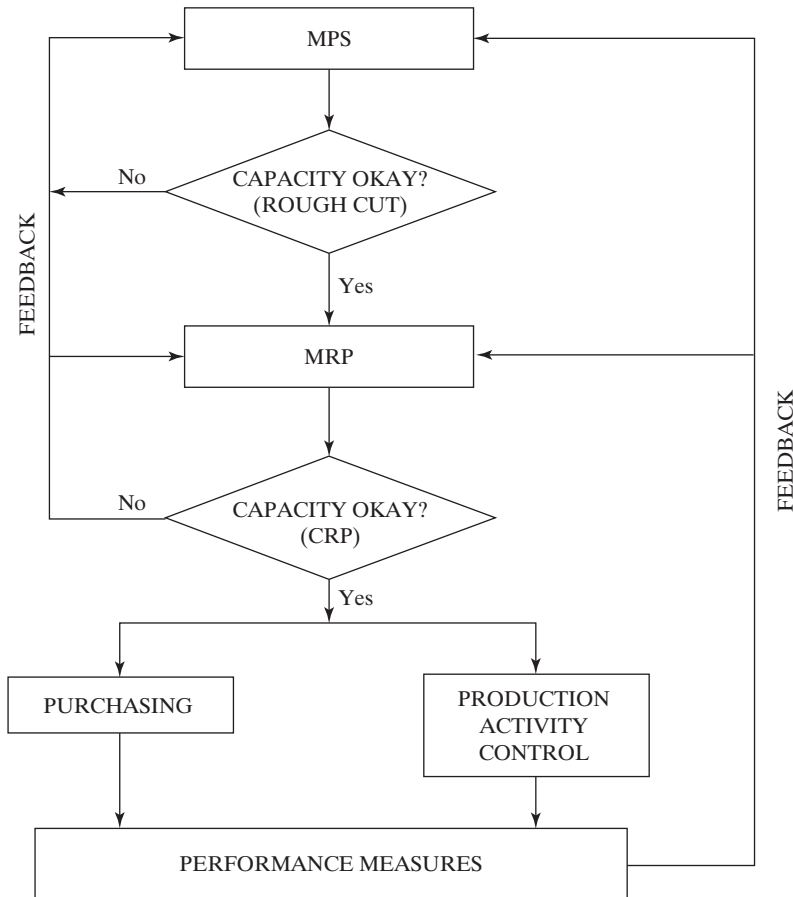 MPS
No
CAPACITY OKAY?
(ROUGH CUT)
FEEDBACK
Yes
MRP
FEEDBACK
No
CAPACITY OKAY?
(CRP)
Yes
PURCHASING
PRODUCTION
ACTIVITY
CONTROL
PERFORMANCE MEASURES